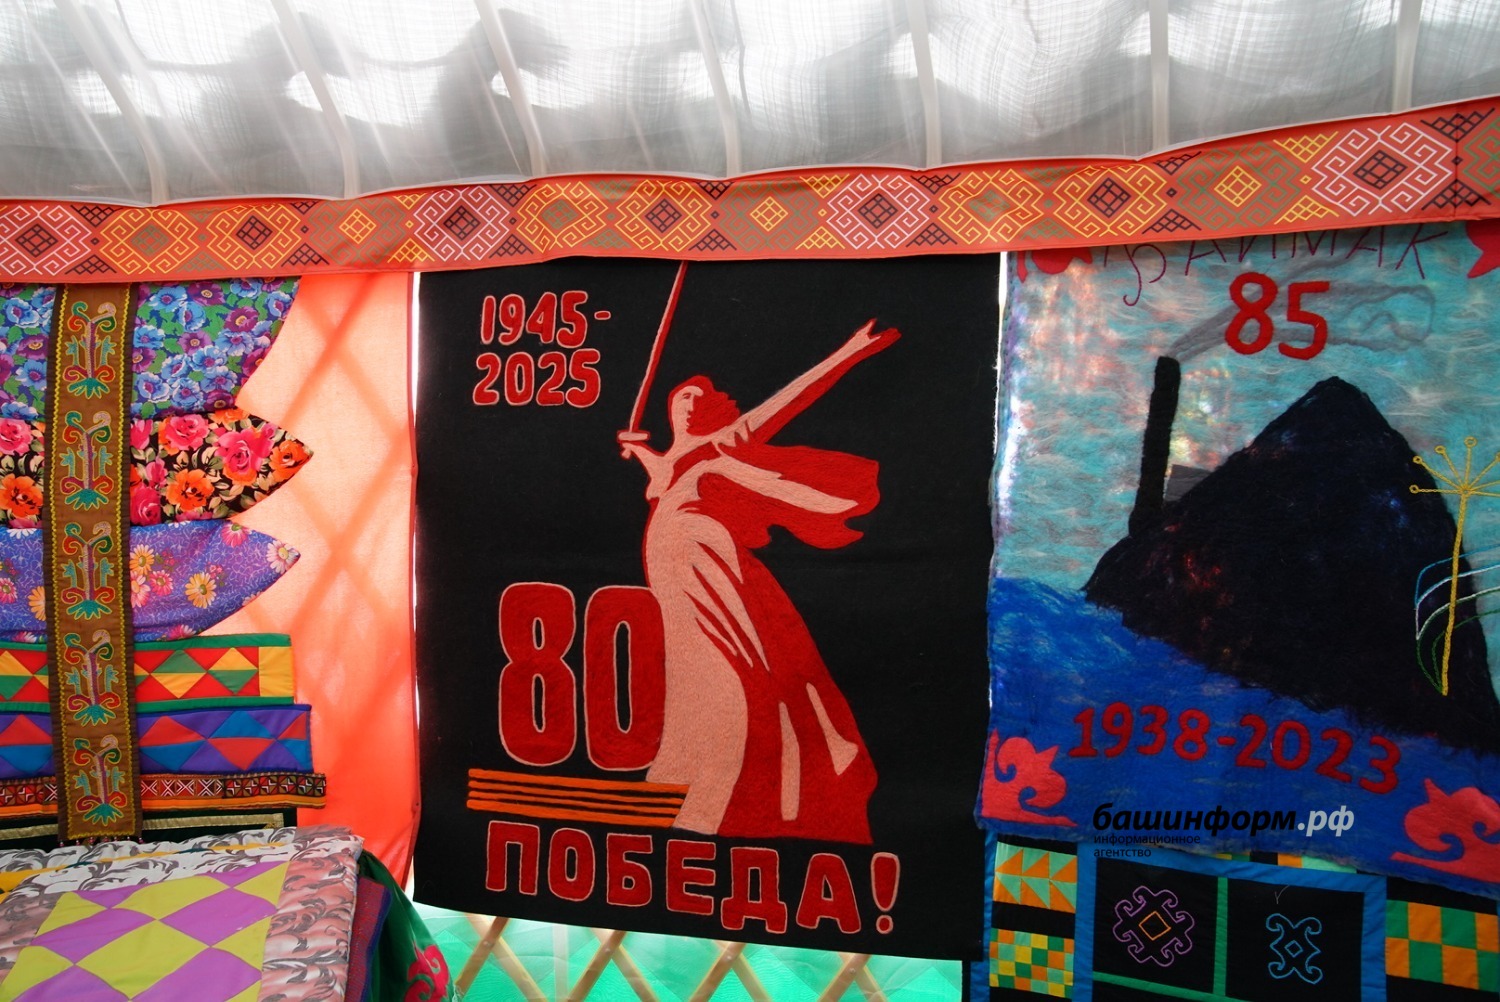 1945-
2025
80
ПОБЕДА!
БАЙМАК
85
1938-2023
башинформ.рф
информационное
агентство